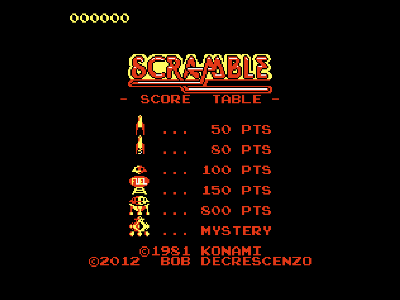 000000
SCRAMBLE
- SCORE TABLE -
... 50 PTS
... 80 PTS
... 100 PTS
FUEL ... 150 PTS
... 800 PTS
... MYSTERY
©1981 KONAMI
©2012 BOB DECRESCENZO